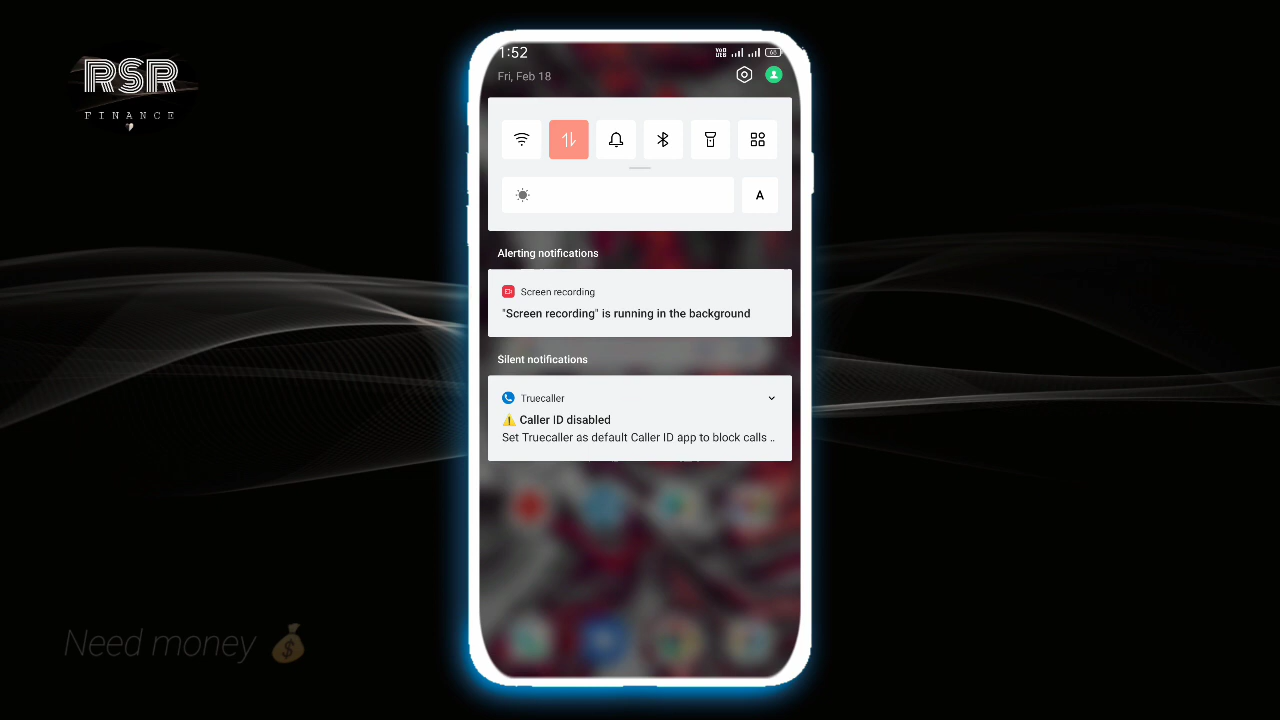 RSR
FINANCE
1:52
Fri, Feb 18
A
Alerting notifications
Screen recording
"Screen recording" is running in the background
Silent notifications
Truecaller
⚠️ Caller ID disabled
Set Truecaller as default Caller ID app to block calls ..
Need money 💰